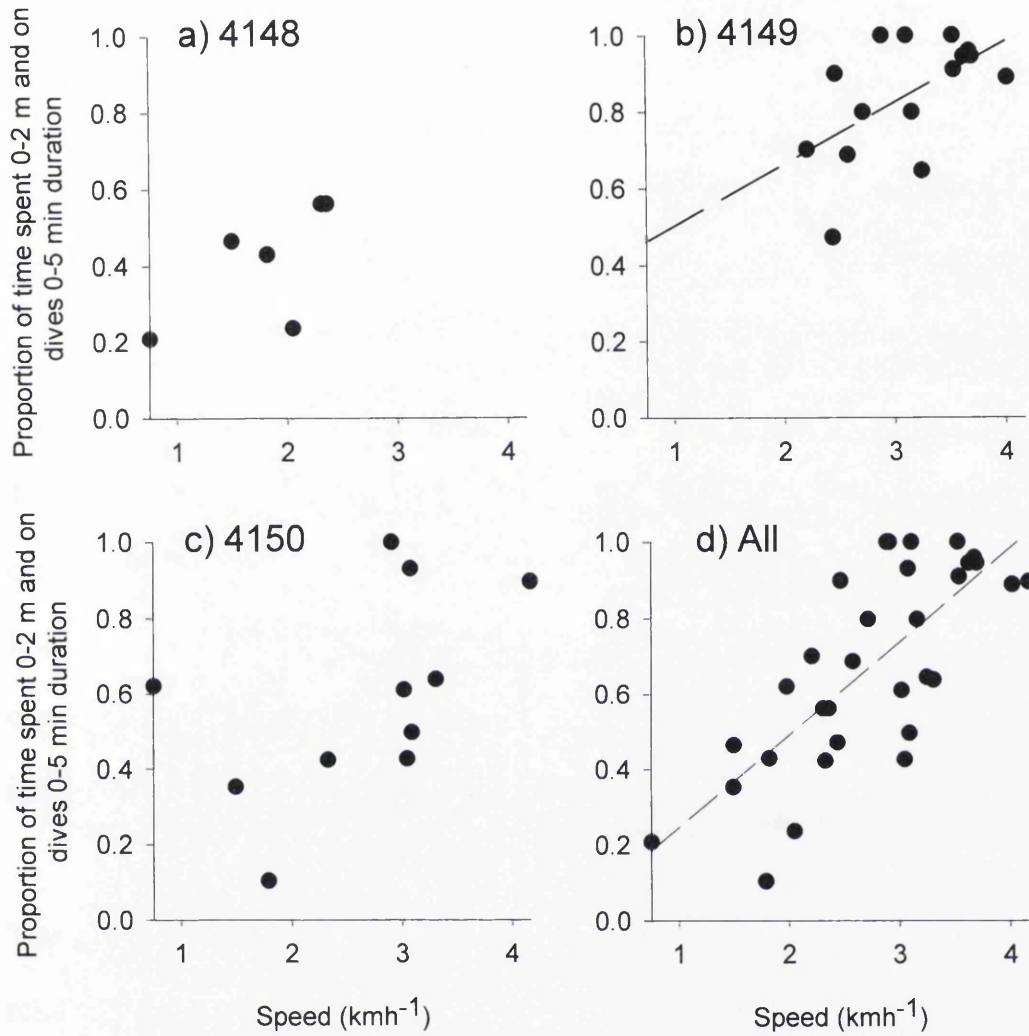 Proportion of time spent 0-2 m and on
dives 0-5 min duration
a) 4148
1.0
0.8
0.6
0.4
0.2
0.0
1 2 3 4
b) 4149
1.0
0.8
0.6
0.4
0.2
0.0
1 2 3 4
Proportion of time spent 0-2 m and on
dives 0-5 min duration
c) 4150
1.0
0.8
0.6
0.4
0.2
0.0
1 2 3 4
Speed (kmh⁻¹)
d) All
1.0
0.8
0.6
0.4
0.2
0.0
1 2 3 4
Speed (kmh⁻¹)